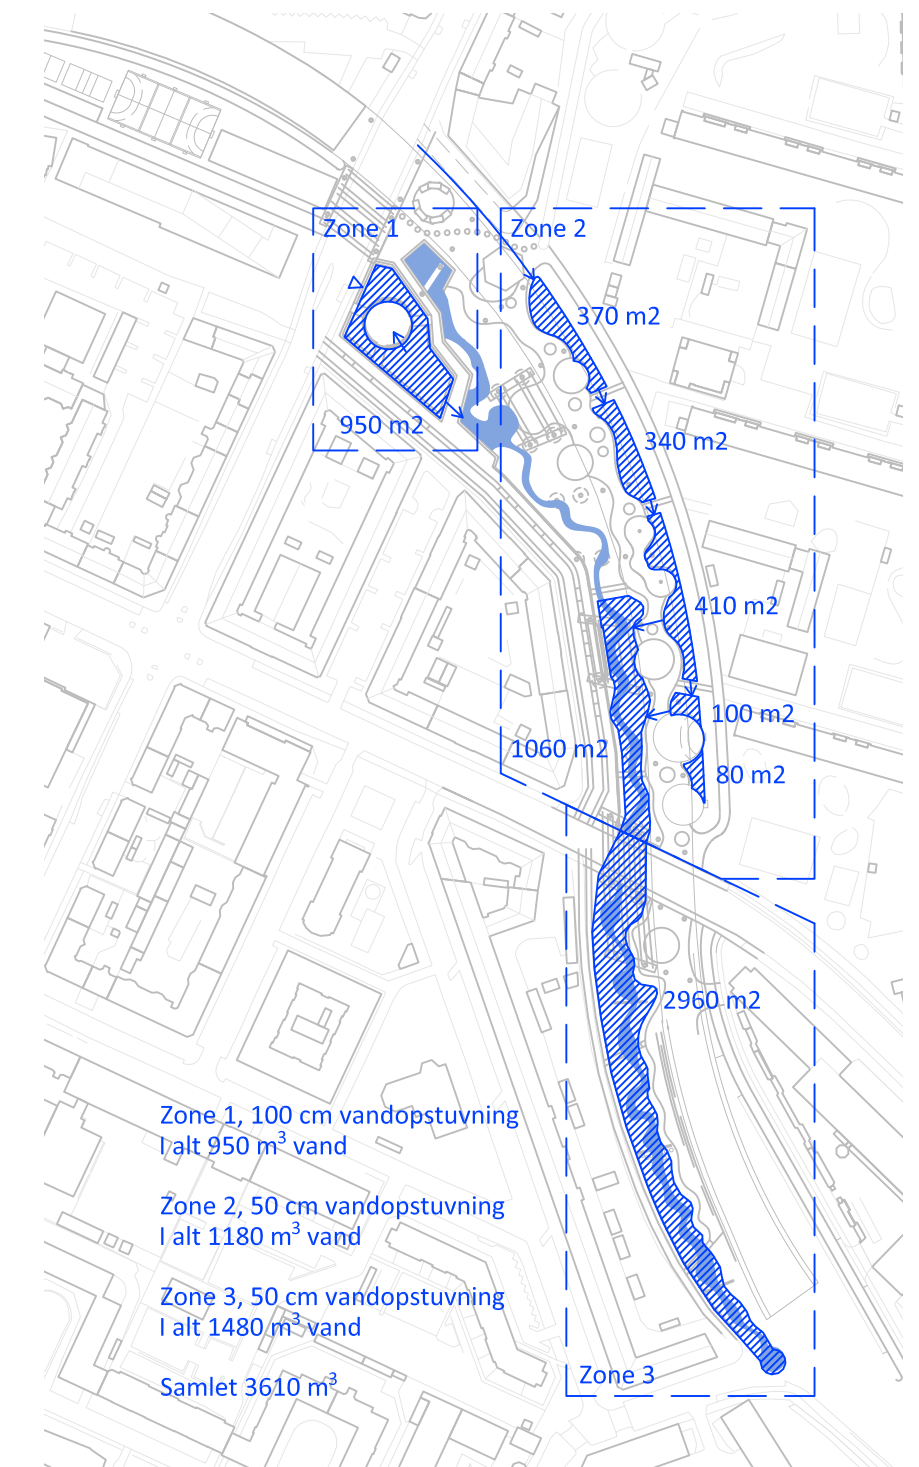 Zone 1
Zone 2
370 m2
950 m2
340 m2
410 m2
100 m2
1060 m2
80 m2
2960 m2
Zone 1, 100 cm vandopstuvning
I alt 950 m³ vand
Zone 2, 50 cm vandopstuvning
I alt 1180 m³ vand
Zone 3, 50 cm vandopstuvning
I alt 1480 m³ vand
Zone 3
Samlet 3610 m³